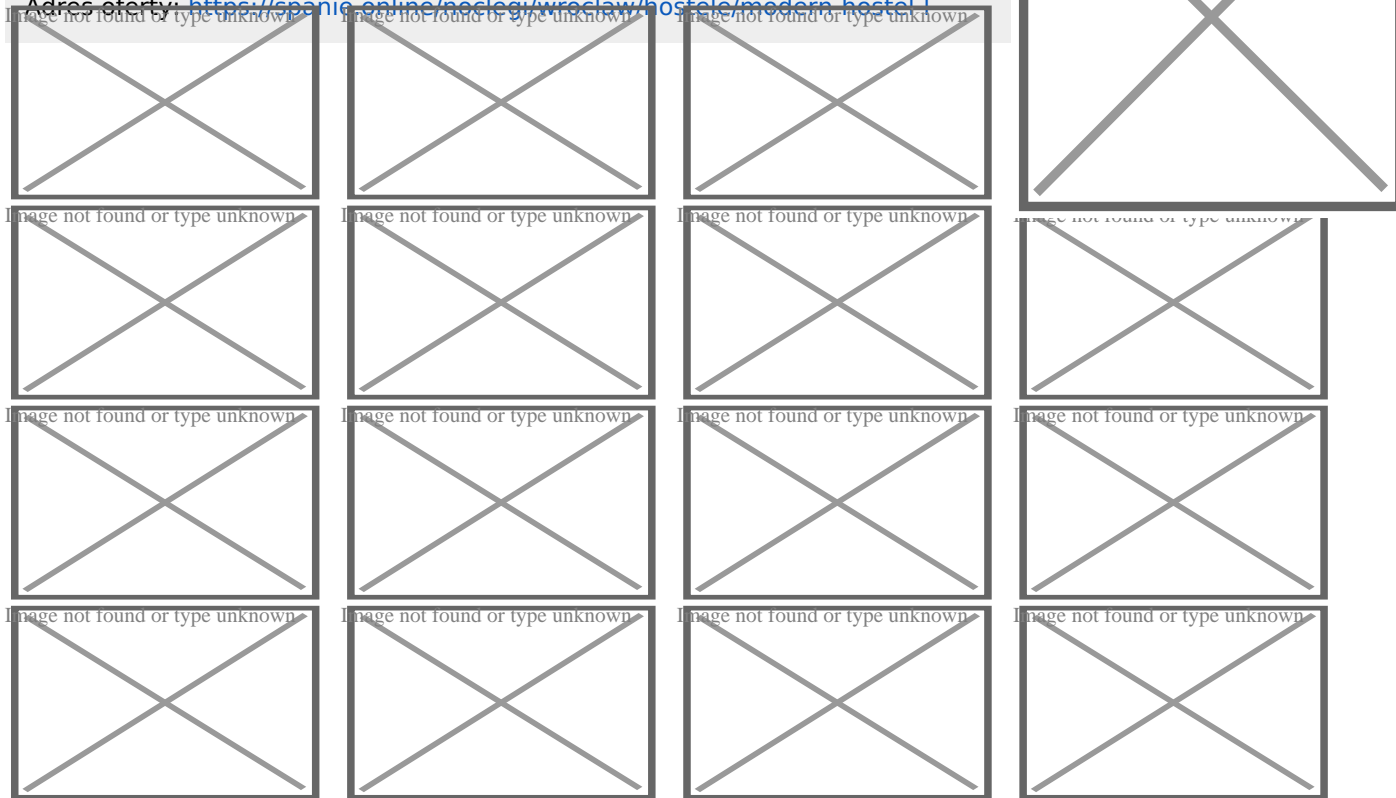 Adres oferty: https://spanie.online/noclegi/wroclaw/hostele/modern-hostel !
Image not found or type unknown Image not found or type unknown Image not found or type unknown
Image not found or type unknown Image not found or type unknown Image not found or type unknown Image not found or type unknown
Image not found or type unknown Image not found or type unknown Image not found or type unknown Image not found or type unknown
Image not found or type unknown Image not found or type unknown Image not found or type unknown Image not found or type unknown